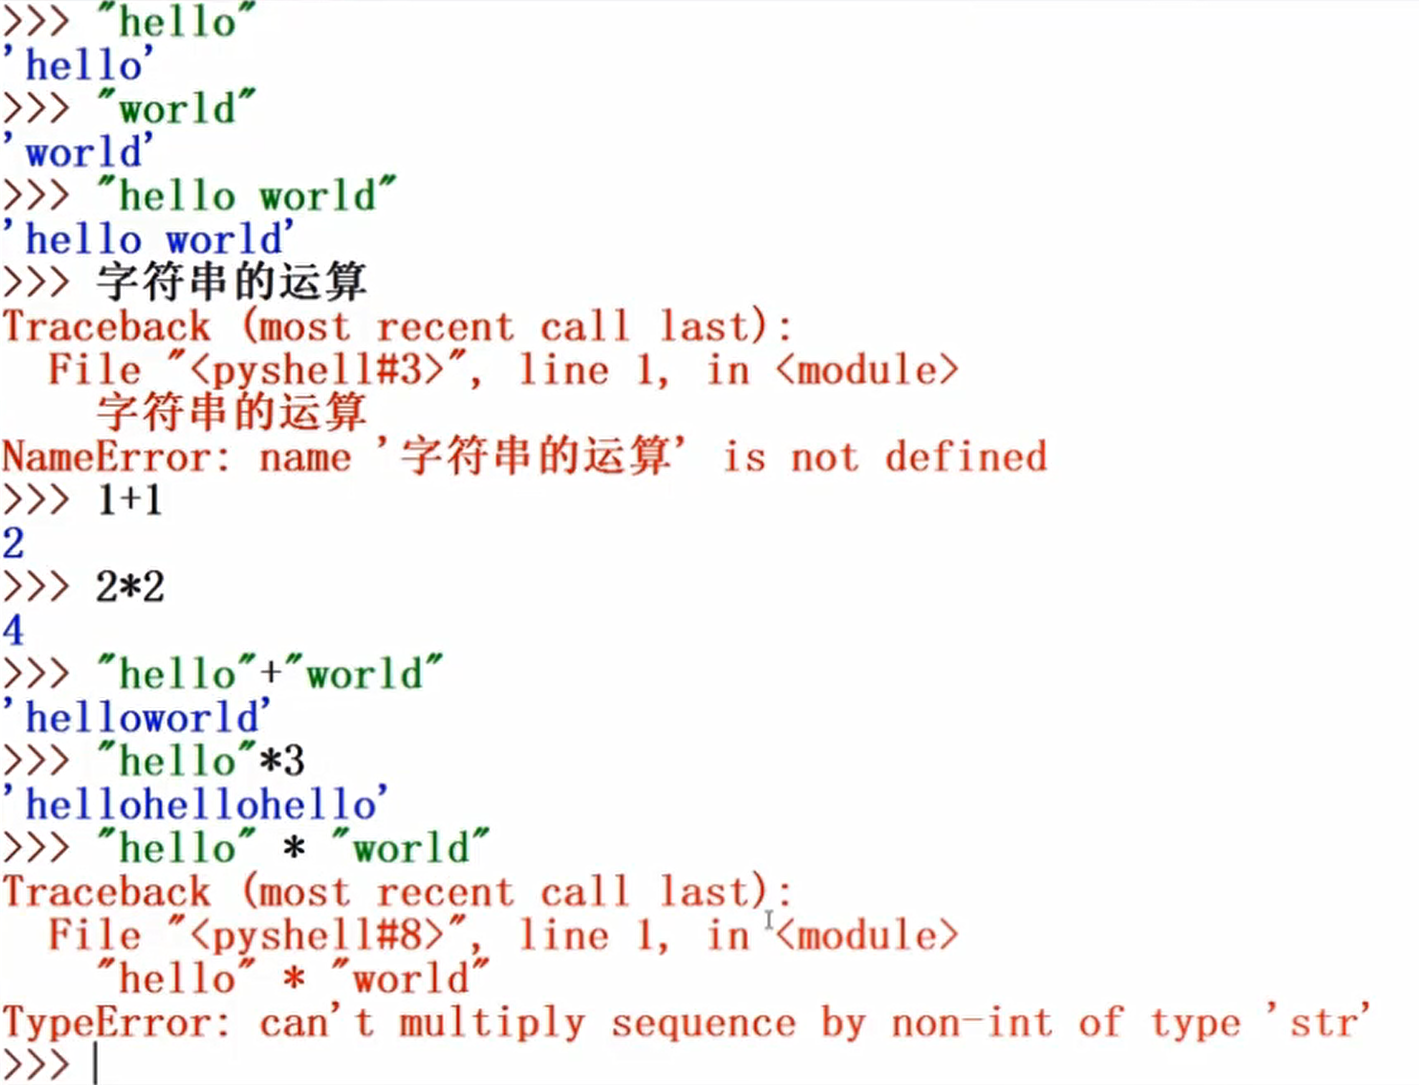 >>> "hello"
'hello'
>>> "world"
'world'
>>> "hello world"
'hello world'
>>> 字符串的运算
Traceback (most recent call last):
  File "<pyshell#3>", line 1, in <module>
    字符串的运算
NameError: name '字符串的运算' is not defined
>>> 1+1
2
>>> 2*2
4
>>> "hello"+"world"
'helloworld'
>>> "hello"*3
'hellohellohello'
>>> "hello" * "world"
Traceback (most recent call last):
  File "<pyshell#8>", line 1, in <module>
    "hello" * "world"
TypeError: can't multiply sequence by non-int of type 'str'
>>>